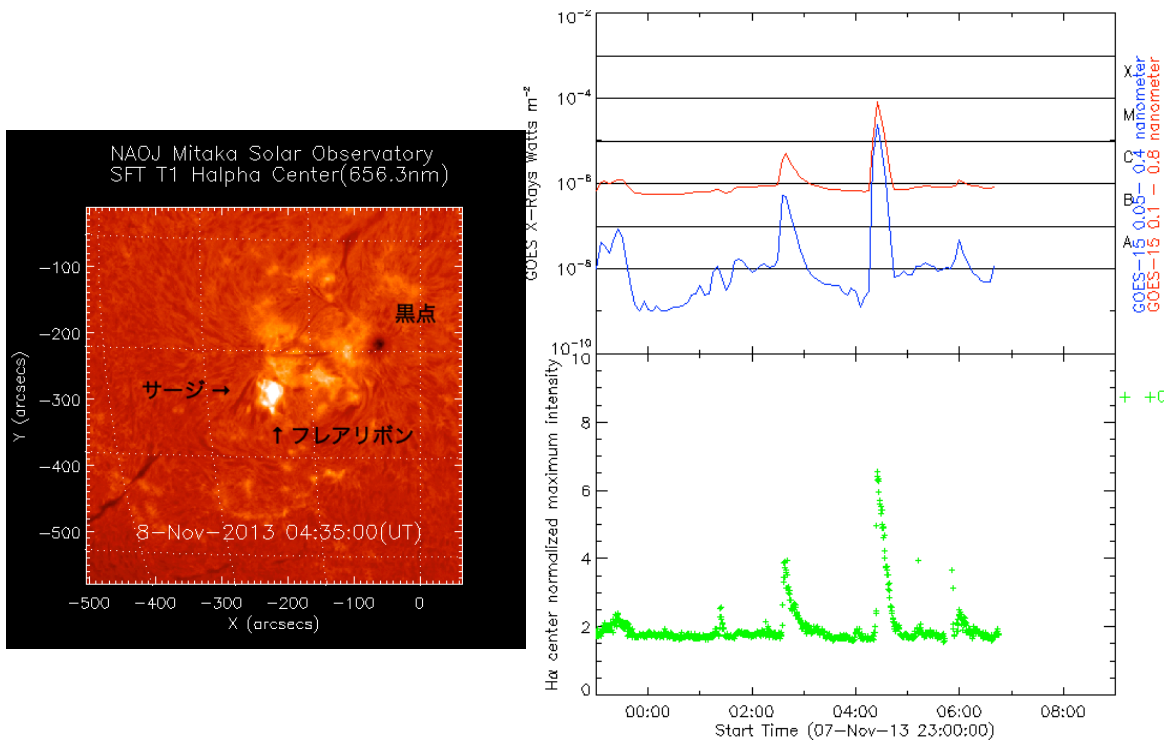 NAOJ Mitaka Solar Observatory
SFT T1 Halpha Center(656.3nm)
Y (arcsecs)
-100
-200
-300
-400
-500
黒点
サージ →
↑ フレアリボン
8-Nov-2013 04:35:00(UT)
-500 -400 -300 -200 -100 0
X (arcsecs)
GOES X-Rays Watts m-2
10-2
10-4
10-6
10-8
10-10
X
M
C
B
A
GOES-15 0.05- 0.4 nanometer
GOES-15 0.1 - 0.8 nanometer
Hα center normalized maximum intensity
10
8
6
4
2
0
00:00 02:00 04:00 06:00 08:00
Start Time (07-Nov-13 23:00:00)